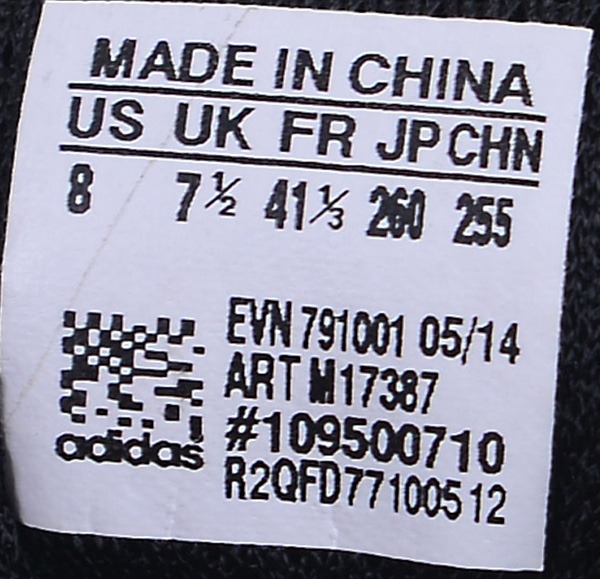 MADE IN CHINA
US UK FR JP CHN
8 7½ 41⅓ 260 255
EVN 791001 05/14
ART M17387
#109500710
adidas
R2QFD77100512